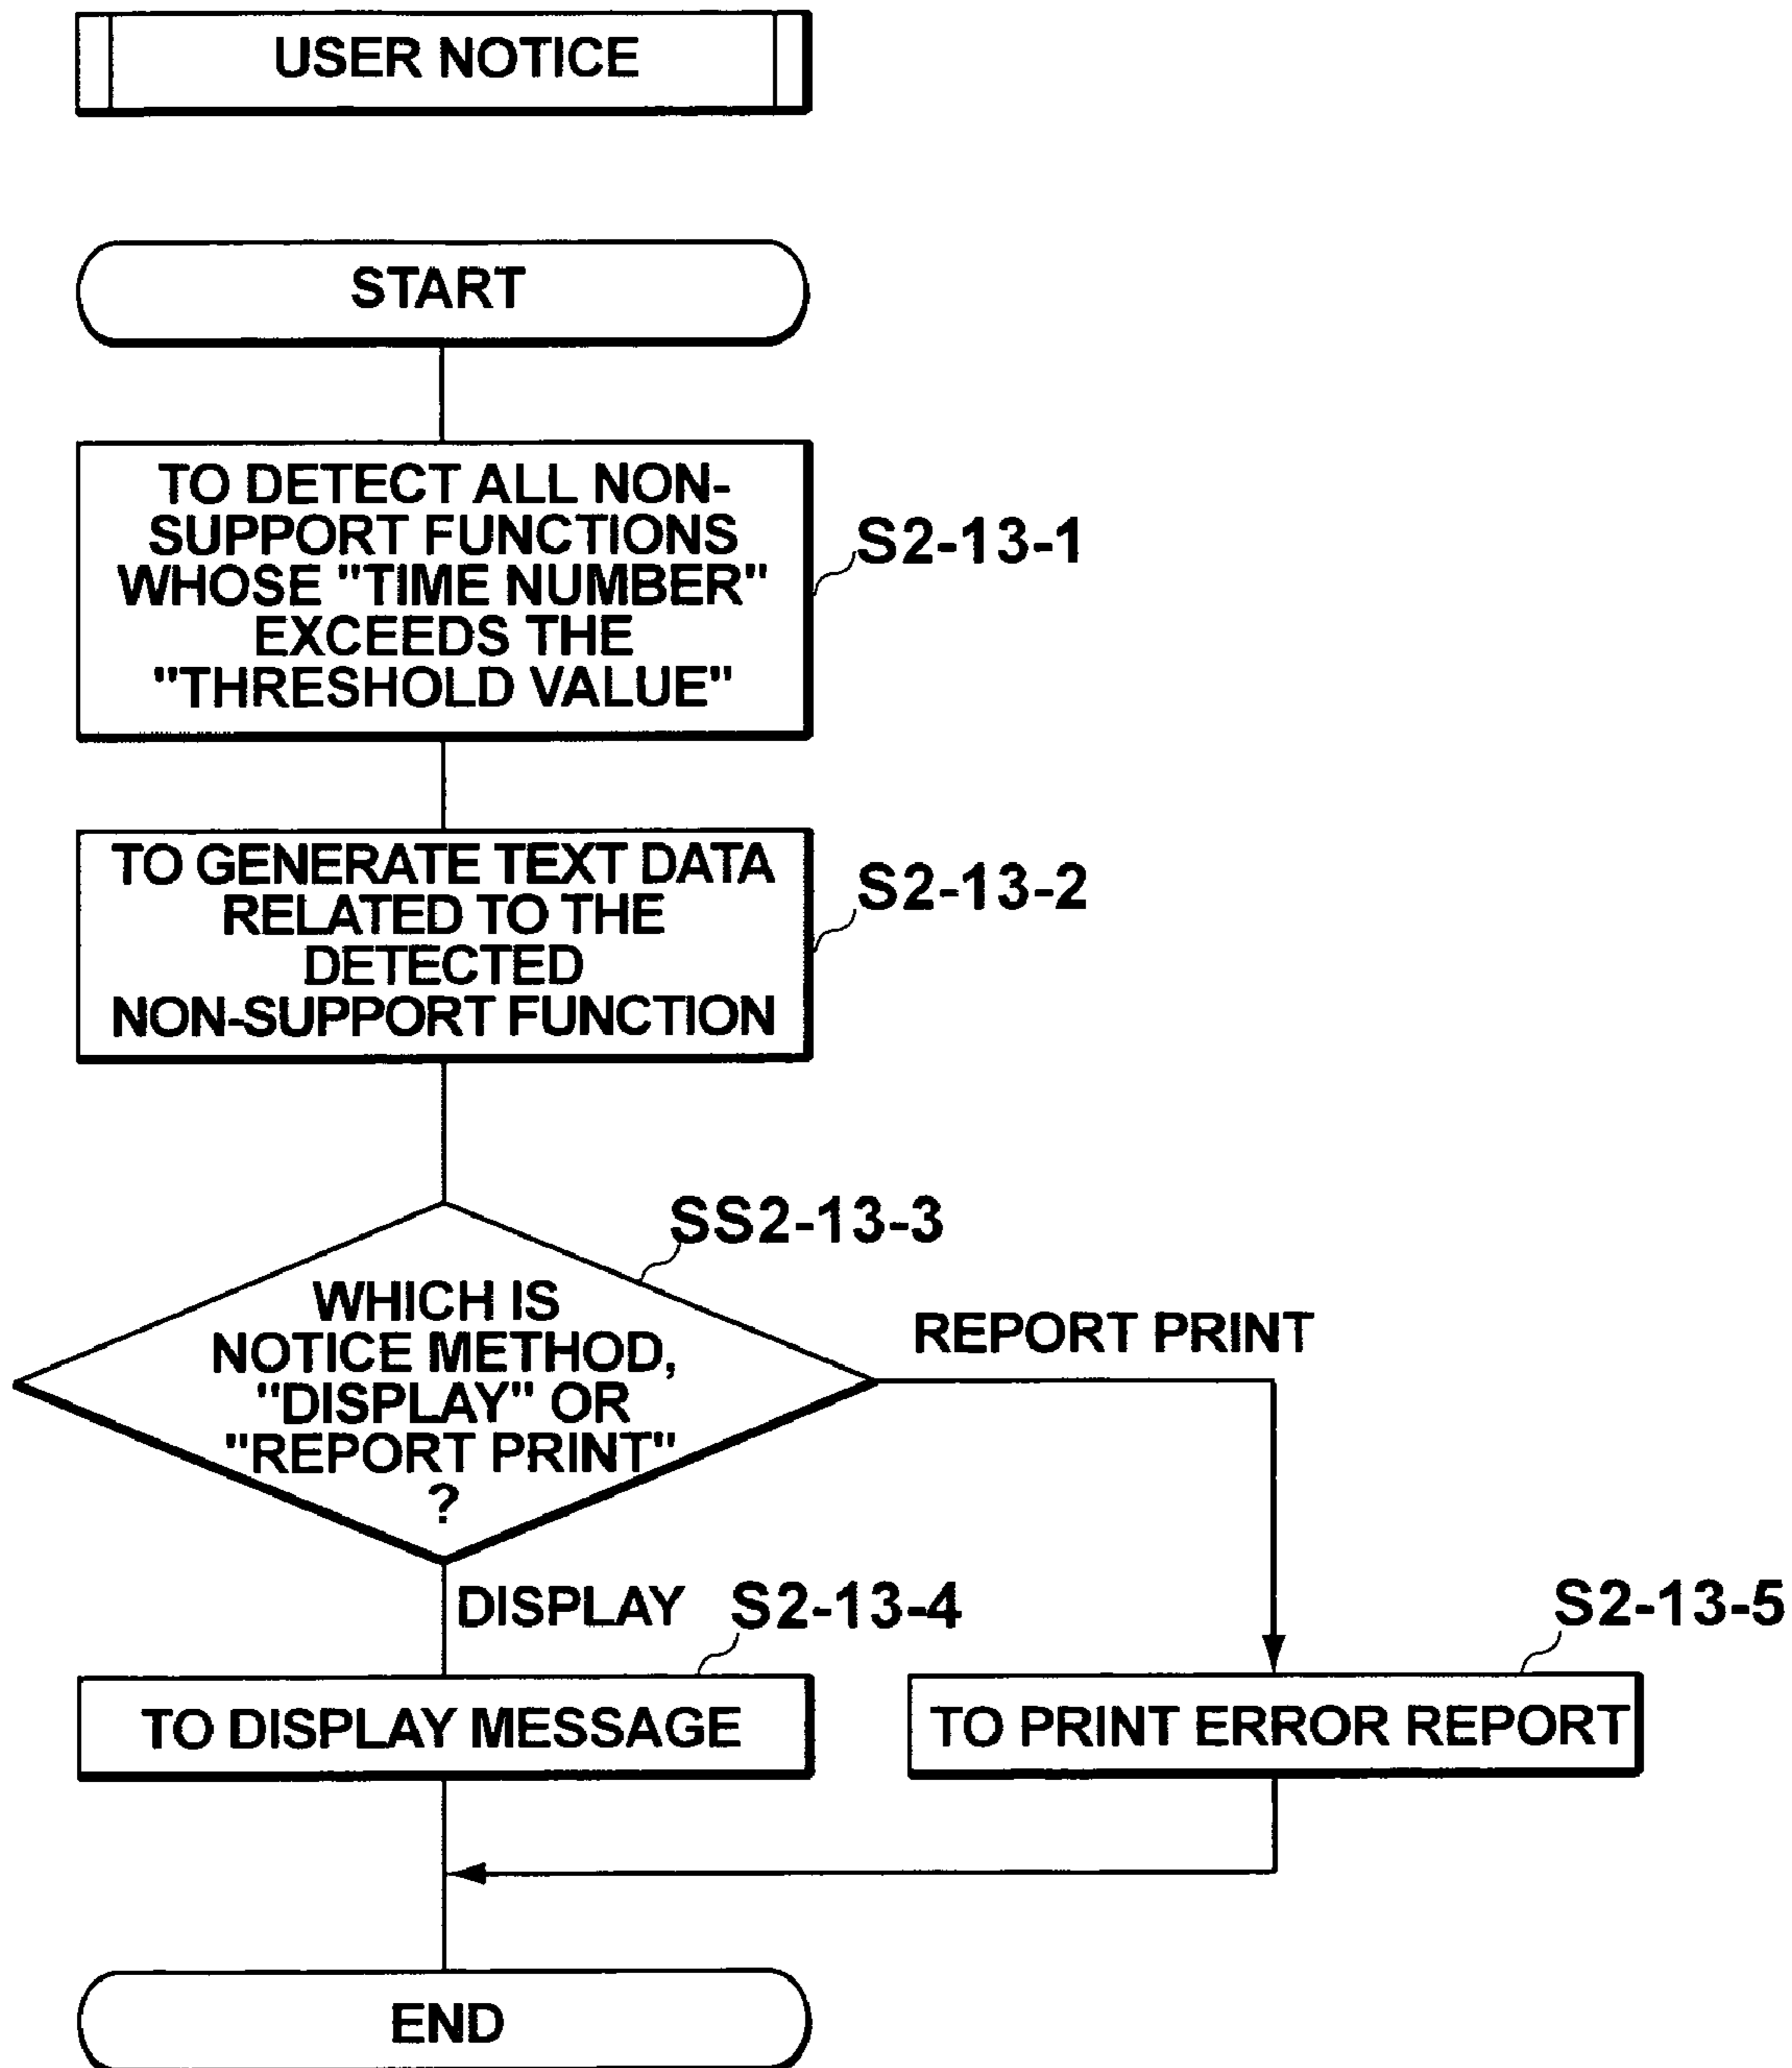 USER NOTICE
START
TO DETECT ALL NON-
SUPPORT FUNCTIONS
WHOSE "TIME NUMBER"
EXCEEDS THE
"THRESHOLD VALUE"
S2-13-1
TO GENERATE TEXT DATA
RELATED TO THE
DETECTED
NON-SUPPORT FUNCTION
S2-13-2
SS2-13-3
WHICH IS
NOTICE METHOD,
"DISPLAY" OR
"REPORT PRINT"
?
REPORT PRINT
DISPLAY
S2-13-4
S2-13-5
TO DISPLAY MESSAGE
TO PRINT ERROR REPORT
END